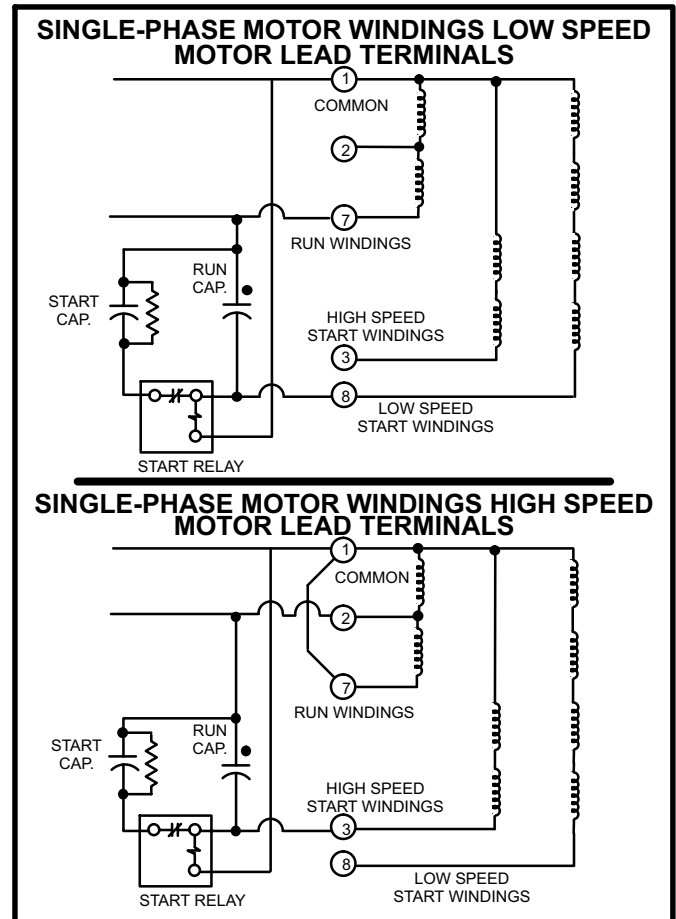 SINGLE-PHASE MOTOR WINDINGS LOW SPEED
MOTOR LEAD TERMINALS
1
COMMON
2
7
RUN WINDINGS
RUN
CAP.
START
CAP.
HIGH SPEED
START WINDINGS
3
8
LOW SPEED
START WINDINGS
START RELAY
SINGLE-PHASE MOTOR WINDINGS HIGH SPEED
MOTOR LEAD TERMINALS
1
COMMON
2
7
RUN WINDINGS
RUN
CAP.
START
CAP.
HIGH SPEED
START WINDINGS
3
8
LOW SPEED
START WINDINGS
START RELAY